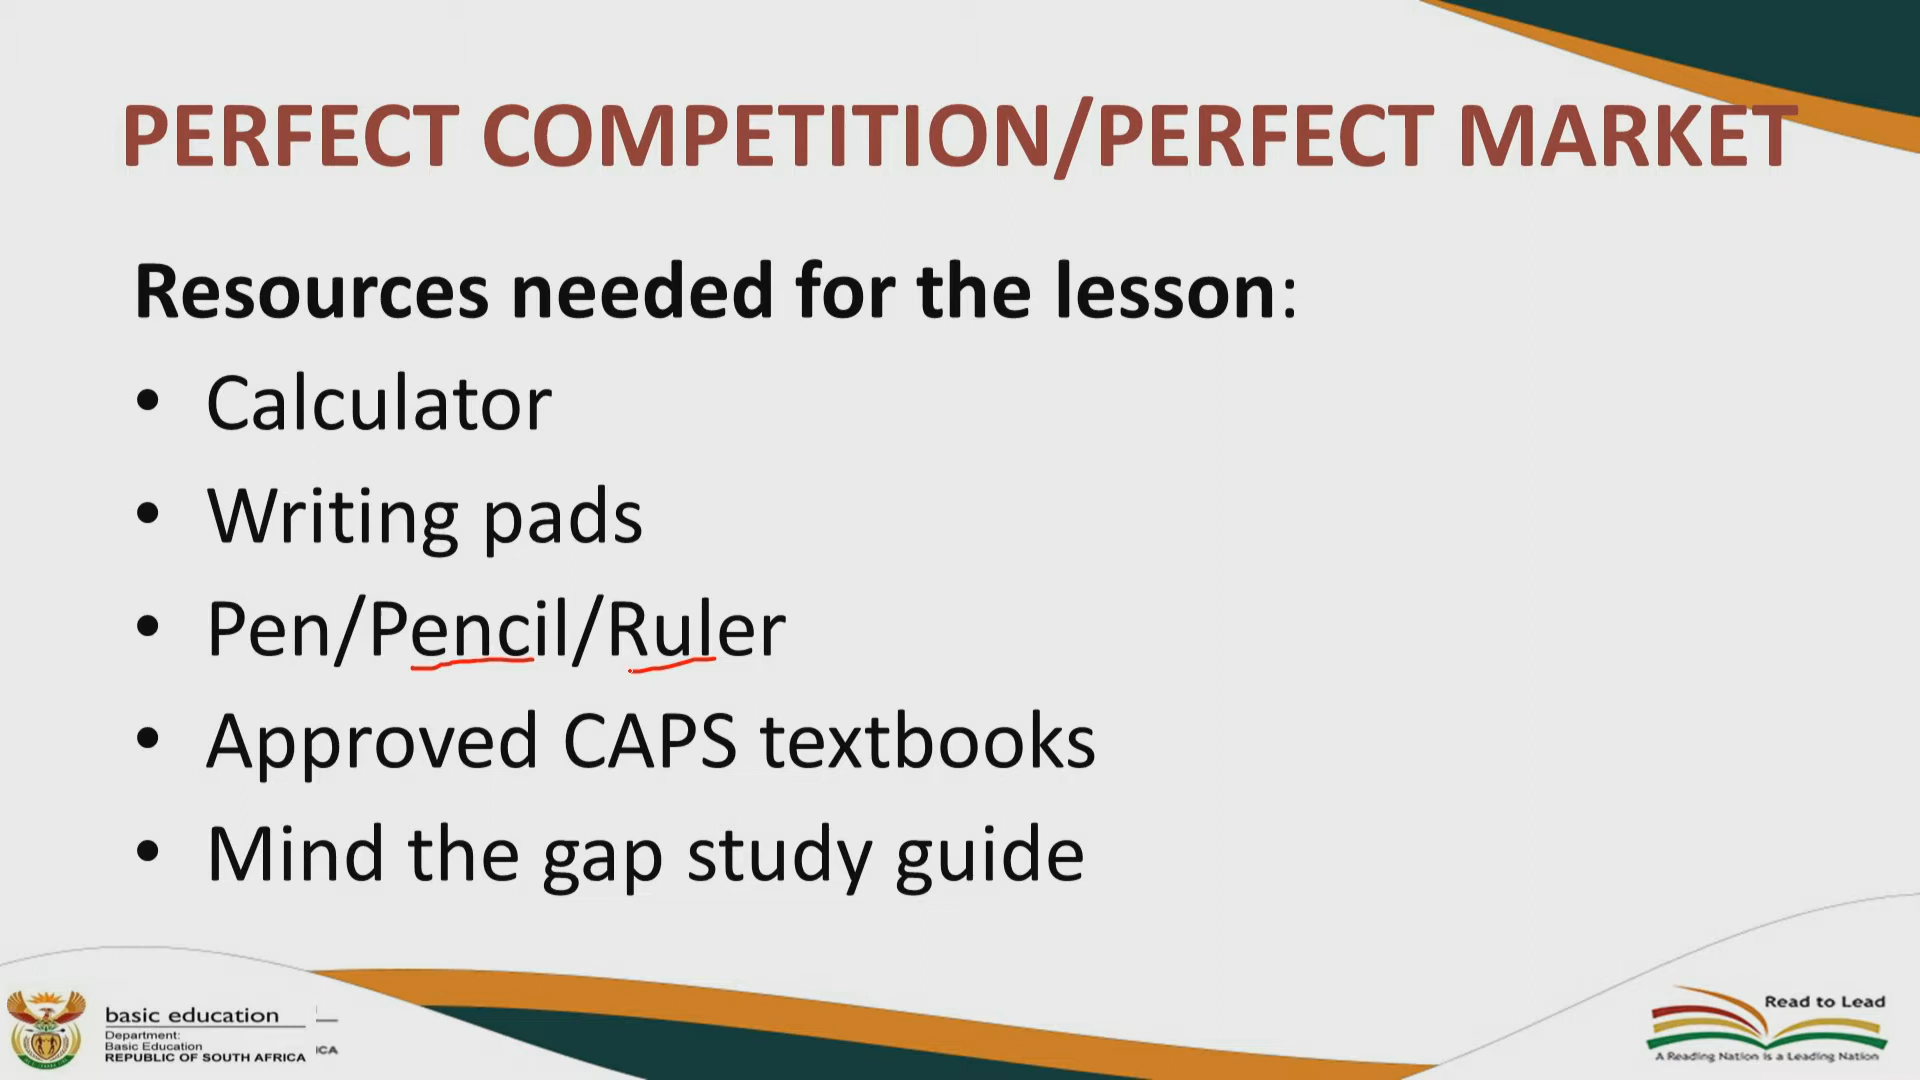 PERFECT COMPETITION/PERFECT MARKET
Resources needed for the lesson:
• Calculator
• Writing pads
• Pen/Pencil/Ruler
• Approved CAPS textbooks
• Mind the gap study guide
basic education
Department:
Basic Education
REPUBLIC OF SOUTH AFRICA
ICA
Read to Lead
A Reading Nation is a Leading Nation